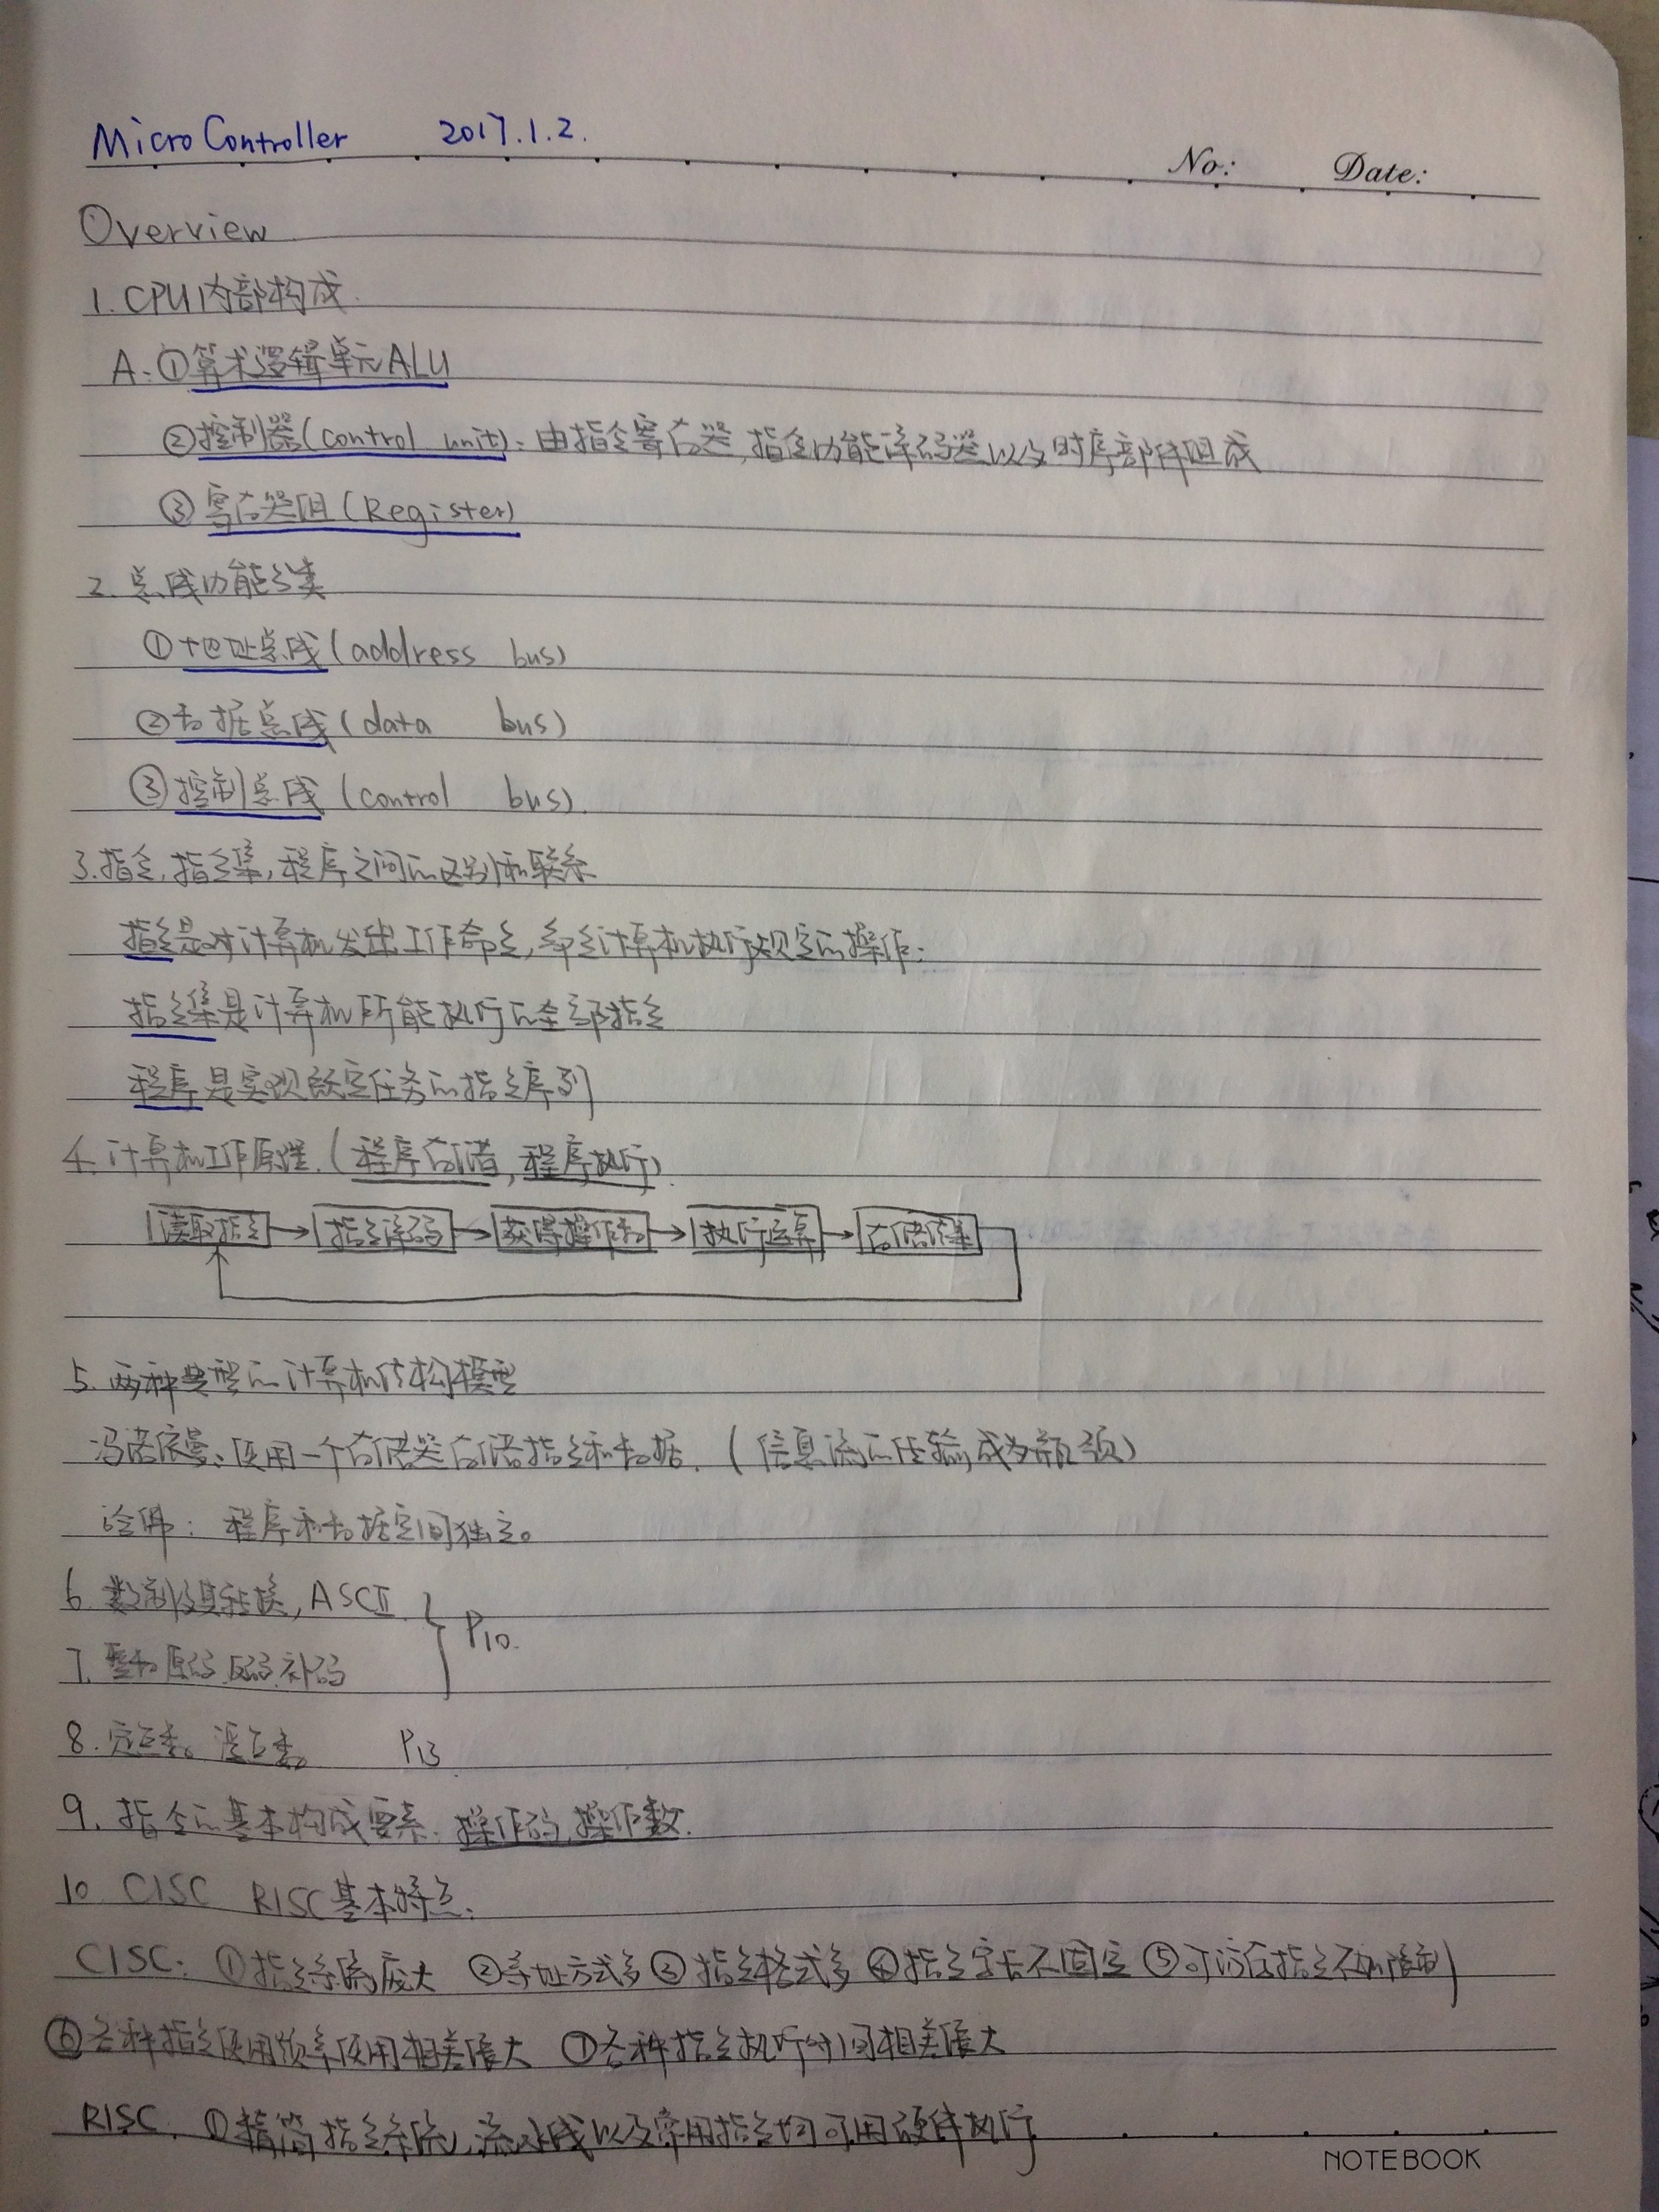 Micro Controller 2017.1.2.
No: Date:
Overview
1. CPU内部构成.
A: ①算术逻辑单元ALU
②控制器(control unit): 由指令寄存器,指令功能译码器以及时序部件组成
③寄存器组(Register)
2. 总线功能分类
①地址总线(address bus)
②数据总线(data bus)
③控制总线(control bus).
3. 指令,指令集,程序之间的区别和联系
指令是对计算机发出工作命令,命令计算机执行规定的操作;
指令集是计算机所能执行的全部指令
程序是实现既定任务的指令序列
4. 计算机工作原理.(程序存储,程序执行)
读取指令→指令译码→获得操作数→执行运算→存储结果
5. 两种典型的计算机结构模型
冯诺依曼: 使用一个存储器存储指令和数据. (信息流的传输成为瓶颈)
哈佛: 程序和数据空间独立。
6. 数制及其转换, ASCII
P10.
7. 整数原码.反码.补码
8. 定点数。浮点数。 P13
9. 指令的基本构成要素: 操作码,操作数.
10 CISC RISC基本特点.
CISC: ①指令系统庞大 ②寻址方式多 ③指令格式多 ④指令字长不固定 ⑤可访存指令不加限制
⑥各种指令使用频率使用相差很大 ⑦各种指令执行时间相差很大
RISC. ①精简指令系统,流水线以及常用指令均可用硬件执行
NOTEBOOK